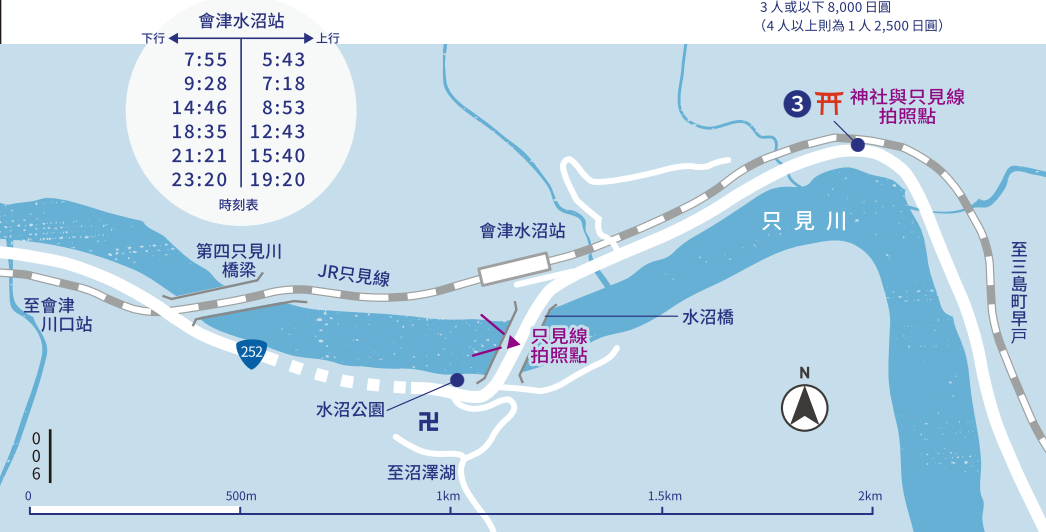 3 人或以下 8,000 日圓
（4 人以上則為 1 人 2,500 日圓）
會津水沼站
下行 上行
7:55 5:43
9:28 7:18
14:46 8:53
18:35 12:43
21:21 15:40
23:20 19:20
時刻表
3 神社與只見線
拍照點
只見川
會津水沼站
第四只見川
橋梁
JR只見線
至會津
川口站
至三島町早戸
水沼橋
只見線
拍照點
252
水沼公園
卍
至沼澤湖
N
0
0
6
0 500m 1km 1.5km 2km